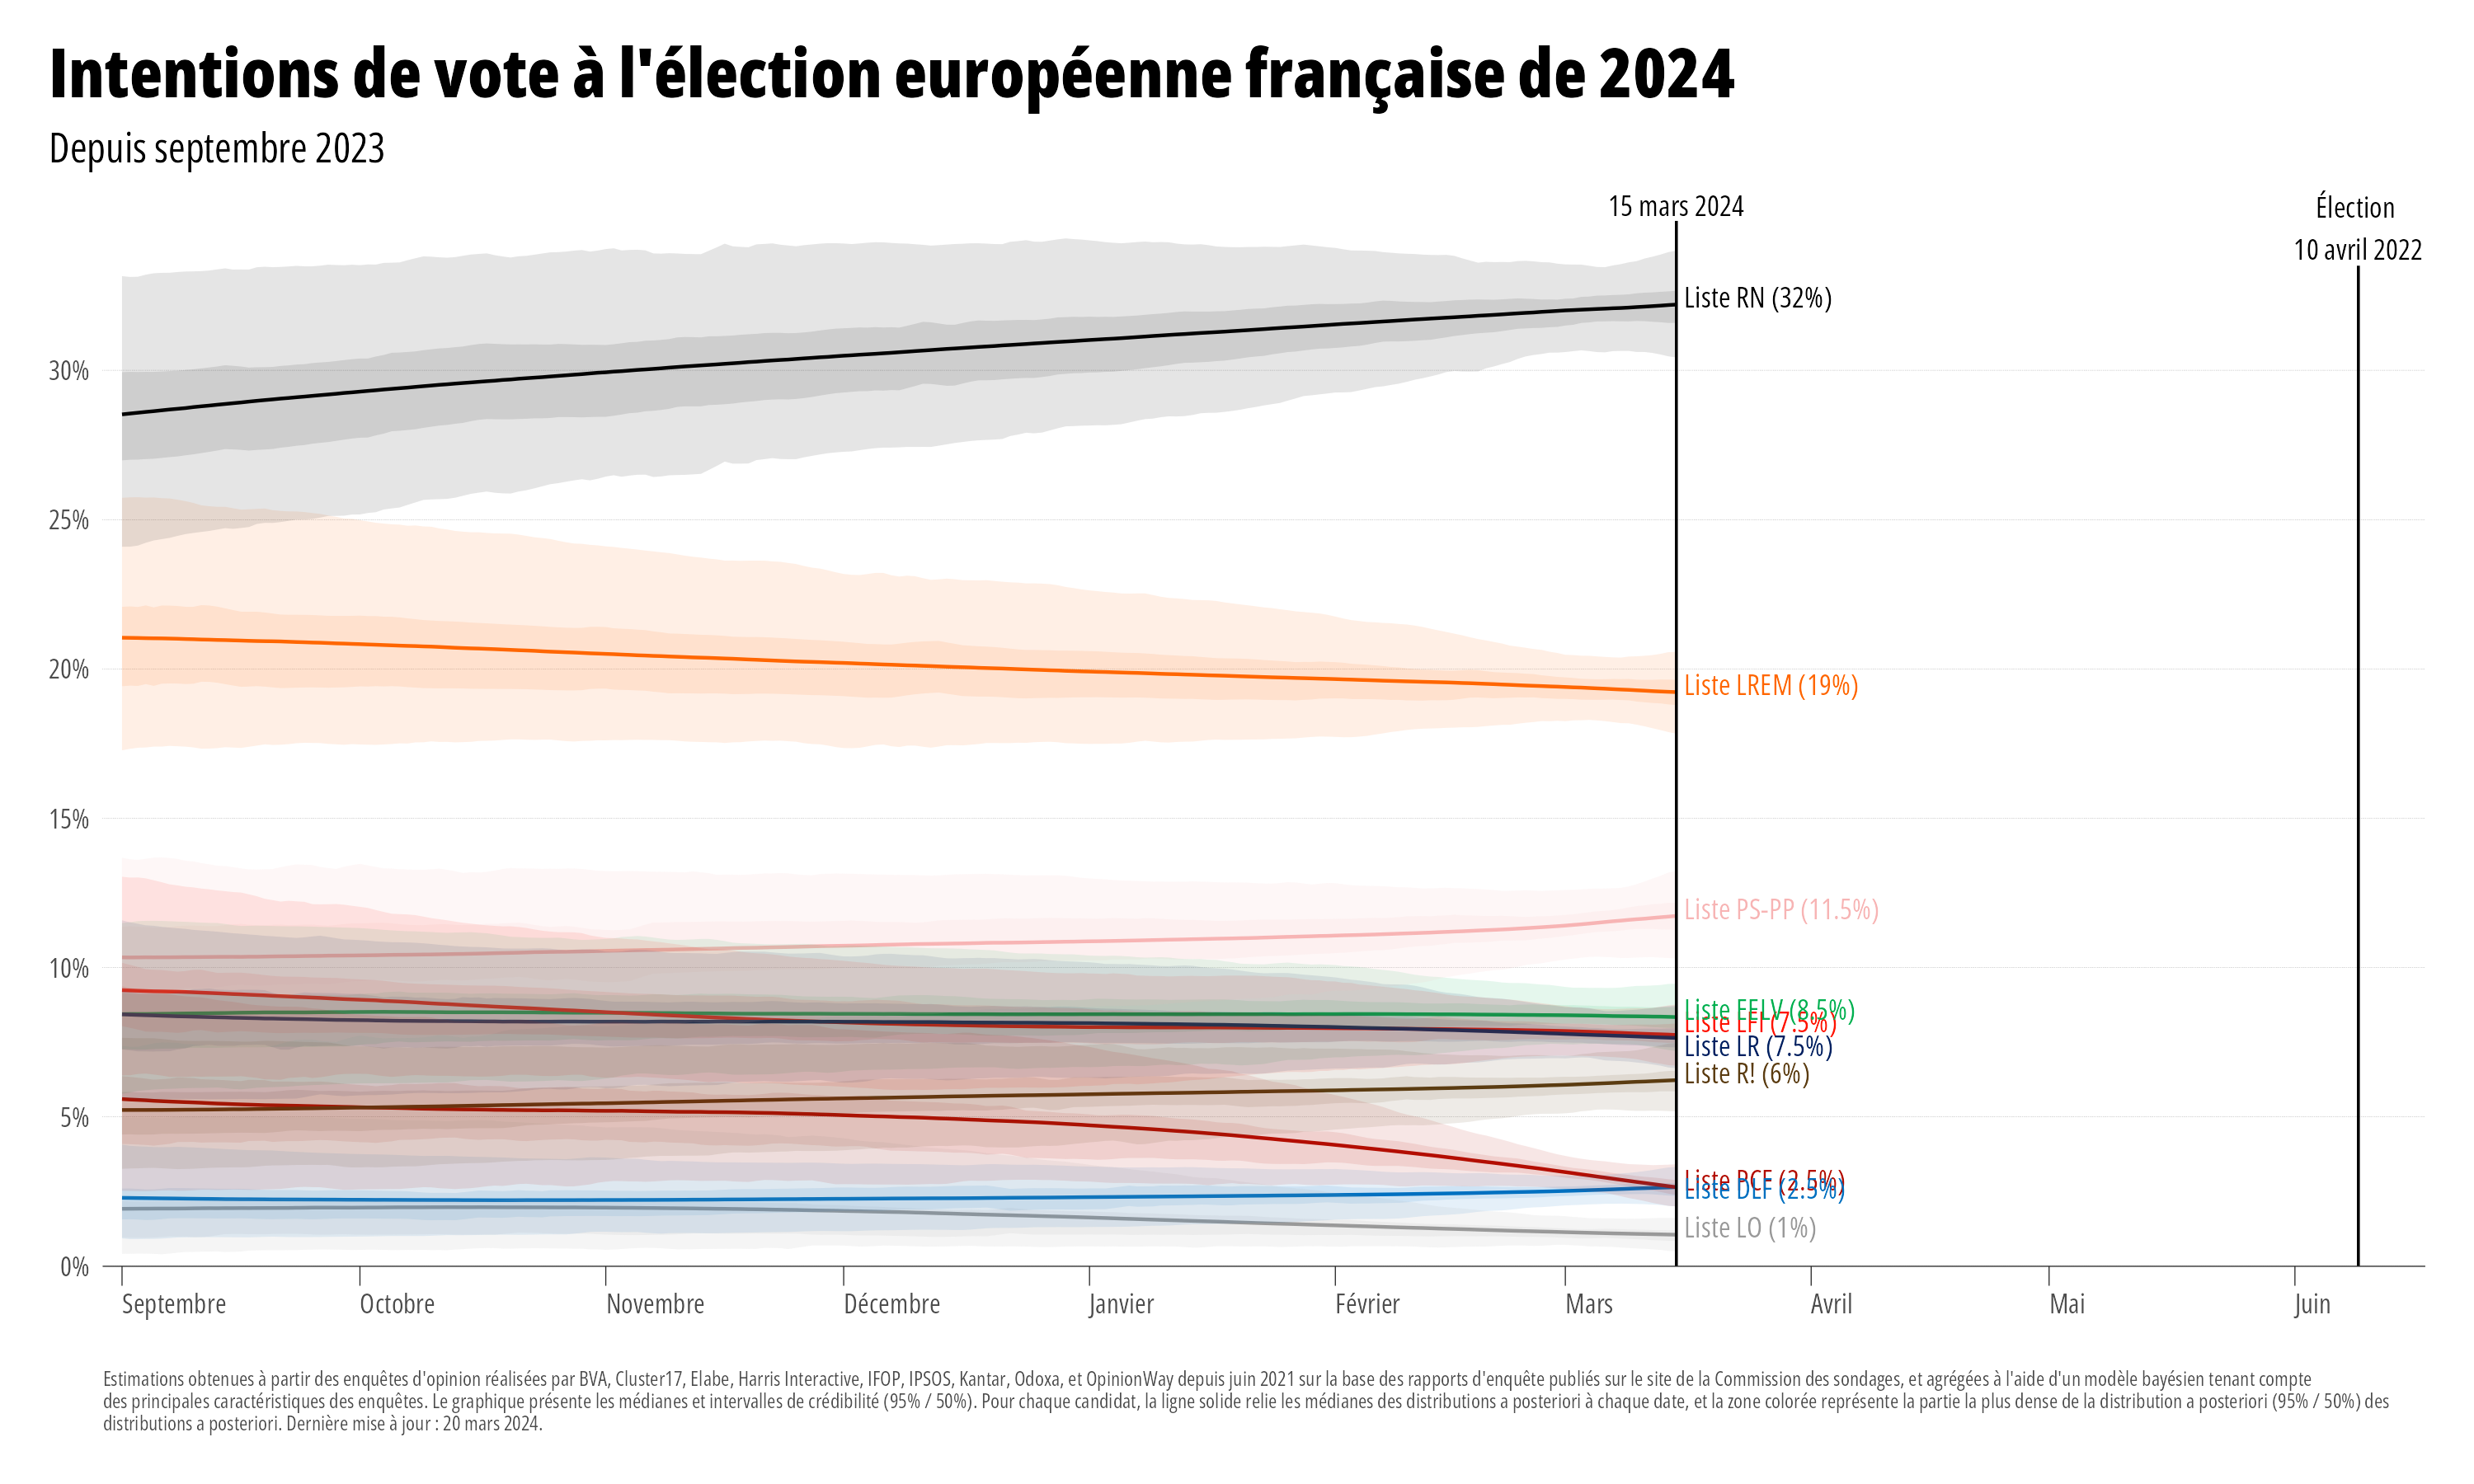 Intentions de vote à l'élection européenne française de 2024
Depuis septembre 2023
15 mars 2024
Élection
10 avril 2022
Liste RN (32%)
30%
25%
20%
Liste LREM (19%)
15%
Liste PS-PP (11.5%)
10%
Liste EELV (8.5%)
Liste LFI (7.5%)
Liste LR (7.5%)
Liste R! (6%)
5%
Liste PCF (2.5%)
Liste DLF (2.5%)
Liste LO (1%)
0%
Septembre
Octobre
Novembre
Décembre
Janvier
Février
Mars
Avril
Mai
Juin
Estimations obtenues à partir des enquêtes d'opinion réalisées par BVA, Cluster17, Elabe, Harris Interactive, IFOP, IPSOS, Kantar, Odoxa, et OpinionWay depuis juin 2021 sur la base des rapports d'enquête publiés sur le site de la Commission des sondages, et agrégées à l'aide d'un modèle bayésien tenant compte
des principales caractéristiques des enquêtes. Le graphique présente les médianes et intervalles de crédibilité (95% / 50%). Pour chaque candidat, la ligne solide relie les médianes des distributions a posteriori à chaque date, et la zone colorée représente la partie la plus dense de la distribution a posteriori (95% / 50%) des
distributions a posteriori. Dernière mise à jour : 20 mars 2024.